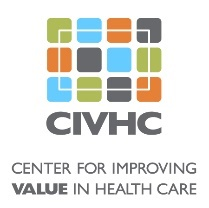 CIVHC
CENTER FOR IMPROVING
VALUE IN HEALTH CARE